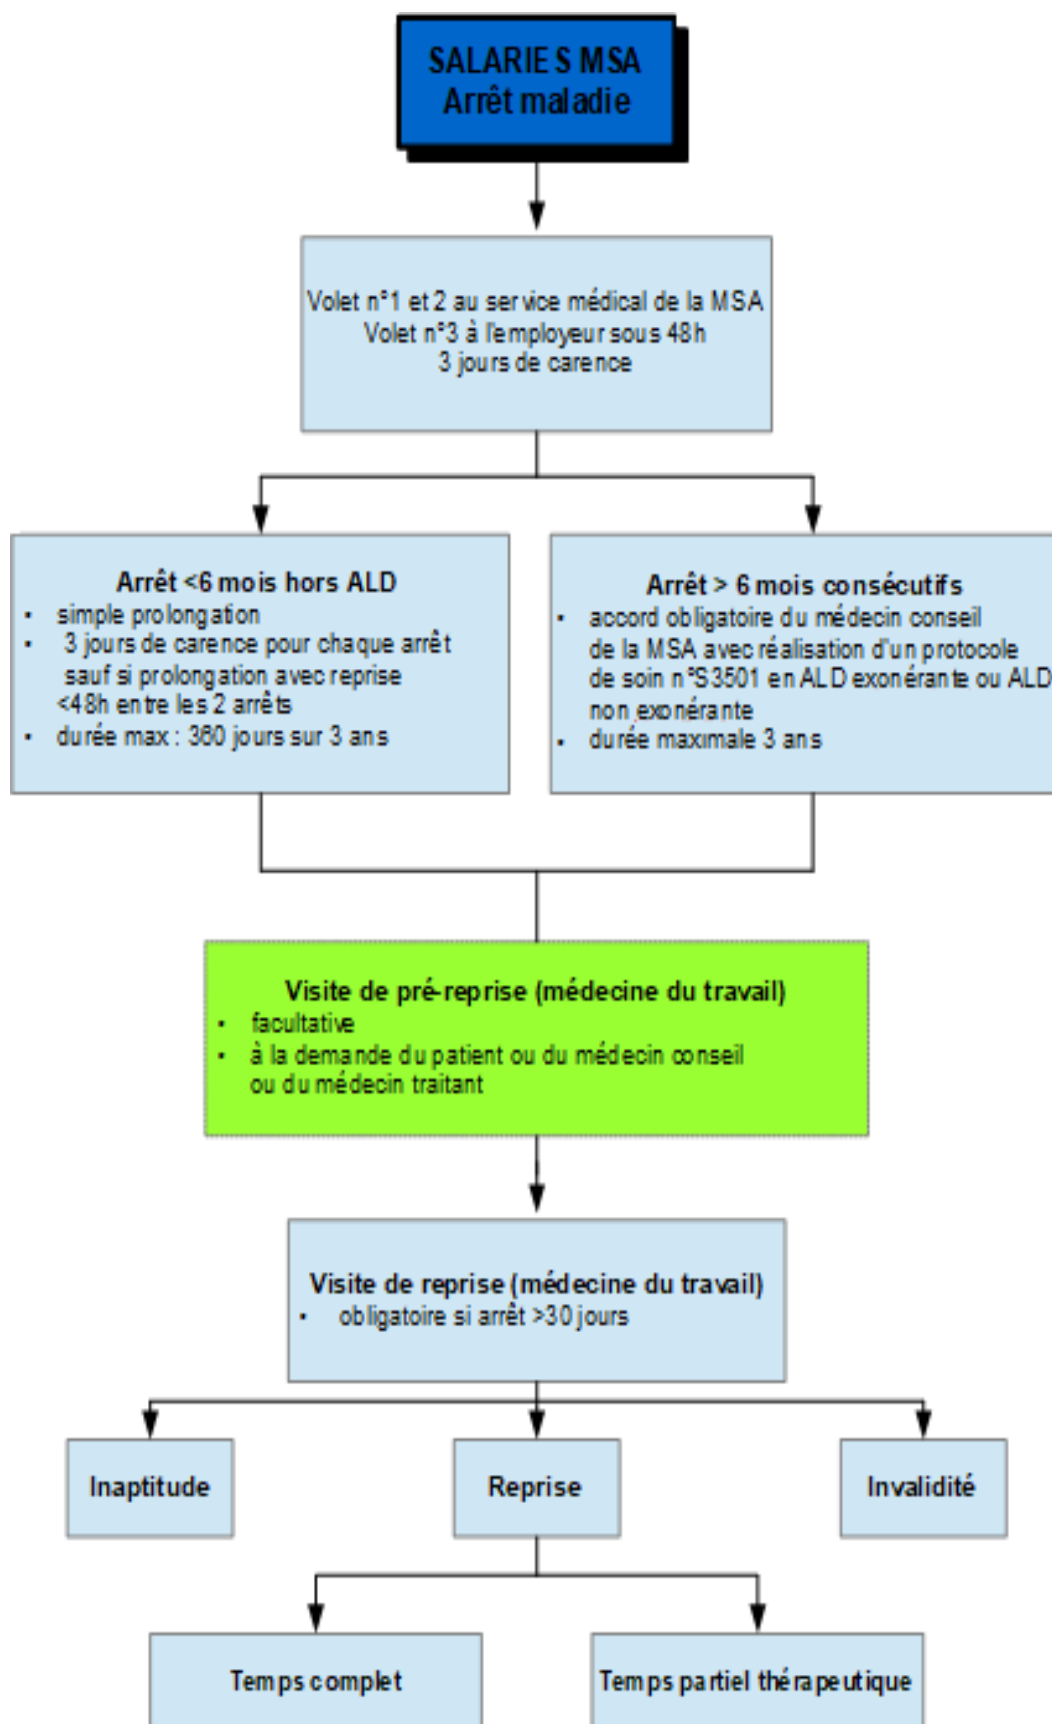 SALARIES MSA
Arrêt maladie
Volet n°1 et 2 au service médical de la MSA
Volet n°3 à l'employeur sous 48h
3 jours de carence
Arrêt <6 mois hors ALD
• simple prolongation
• 3 jours de carence pour chaque arrêt
sauf si prolongation avec reprise
<48h entre les 2 arrêts
• durée max : 360 jours sur 3 ans
Arrêt > 6 mois consécutifs
• accord obligatoire du médecin conseil
de la MSA avec réalisation d'un protocole
de soin n°S3501 en ALD exonérante ou ALD
non exonérante
• durée maximale 3 ans
Visite de pré-reprise (médecine du travail)
• facultative
• à la demande du patient ou du médecin conseil
ou du médecin traitant
Visite de reprise (médecine du travail)
• obligatoire si arrêt >30 jours
Inaptitude
Reprise
Invalidité
Temps complet
Temps partiel thérapeutique